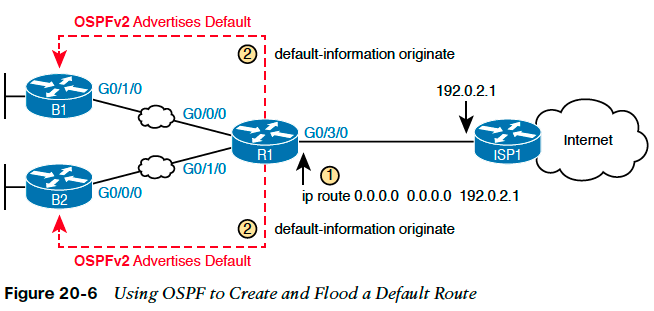 OSPFv2 Advertises Default
2 default-information originate
G0/1/0
B1
G0/0/0
192.0.2.1
G0/3/0
R1
ISP1
Internet
G0/1/0
B2
G0/0/0
1
ip route 0.0.0.0 0.0.0.0 192.0.2.1
2 default-information originate
OSPFv2 Advertises Default
Figure 20-6 Using OSPF to Create and Flood a Default Route